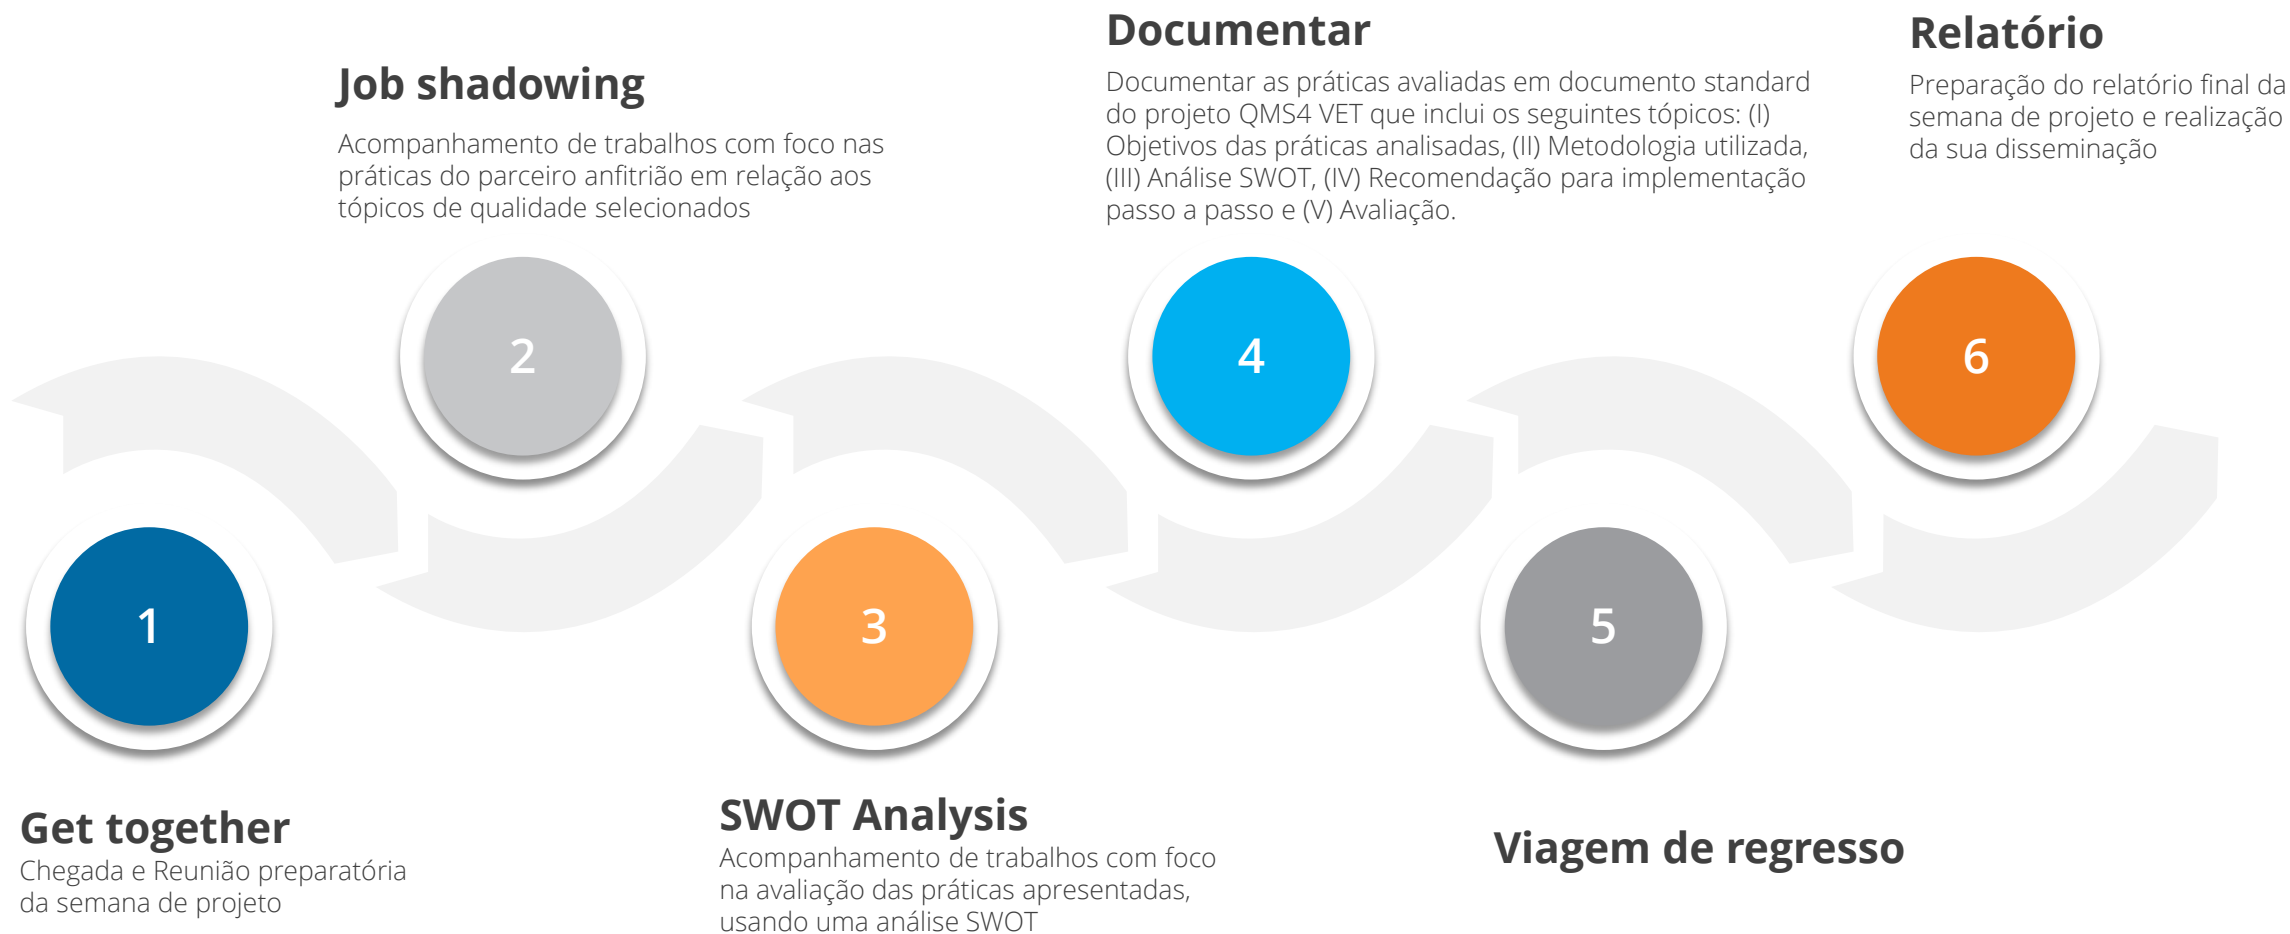 1
Get together
Chegada e Reunião preparatória
da semana de projeto
Job shadowing
Acompanhamento de trabalhos com foco nas
práticas do parceiro anfitrião em relação aos
tópicos de qualidade selecionados
2
3
SWOT Analysis
Acompanhamento de trabalhos com foco
na avaliação das práticas apresentadas,
usando uma análise SWOT
Documentar
Documentar as práticas avaliadas em documento standard
do projeto QMS4 VET que inclui os seguintes tópicos: (I)
Objetivos das práticas analisadas, (II) Metodologia utilizada,
(III) Análise SWOT, (IV) Recomendação para implementação
passo a passo e (V) Avaliação.
4
5
Viagem de regresso
Relatório
Preparação do relatório final da
semana de projeto e realização
da sua disseminação
6